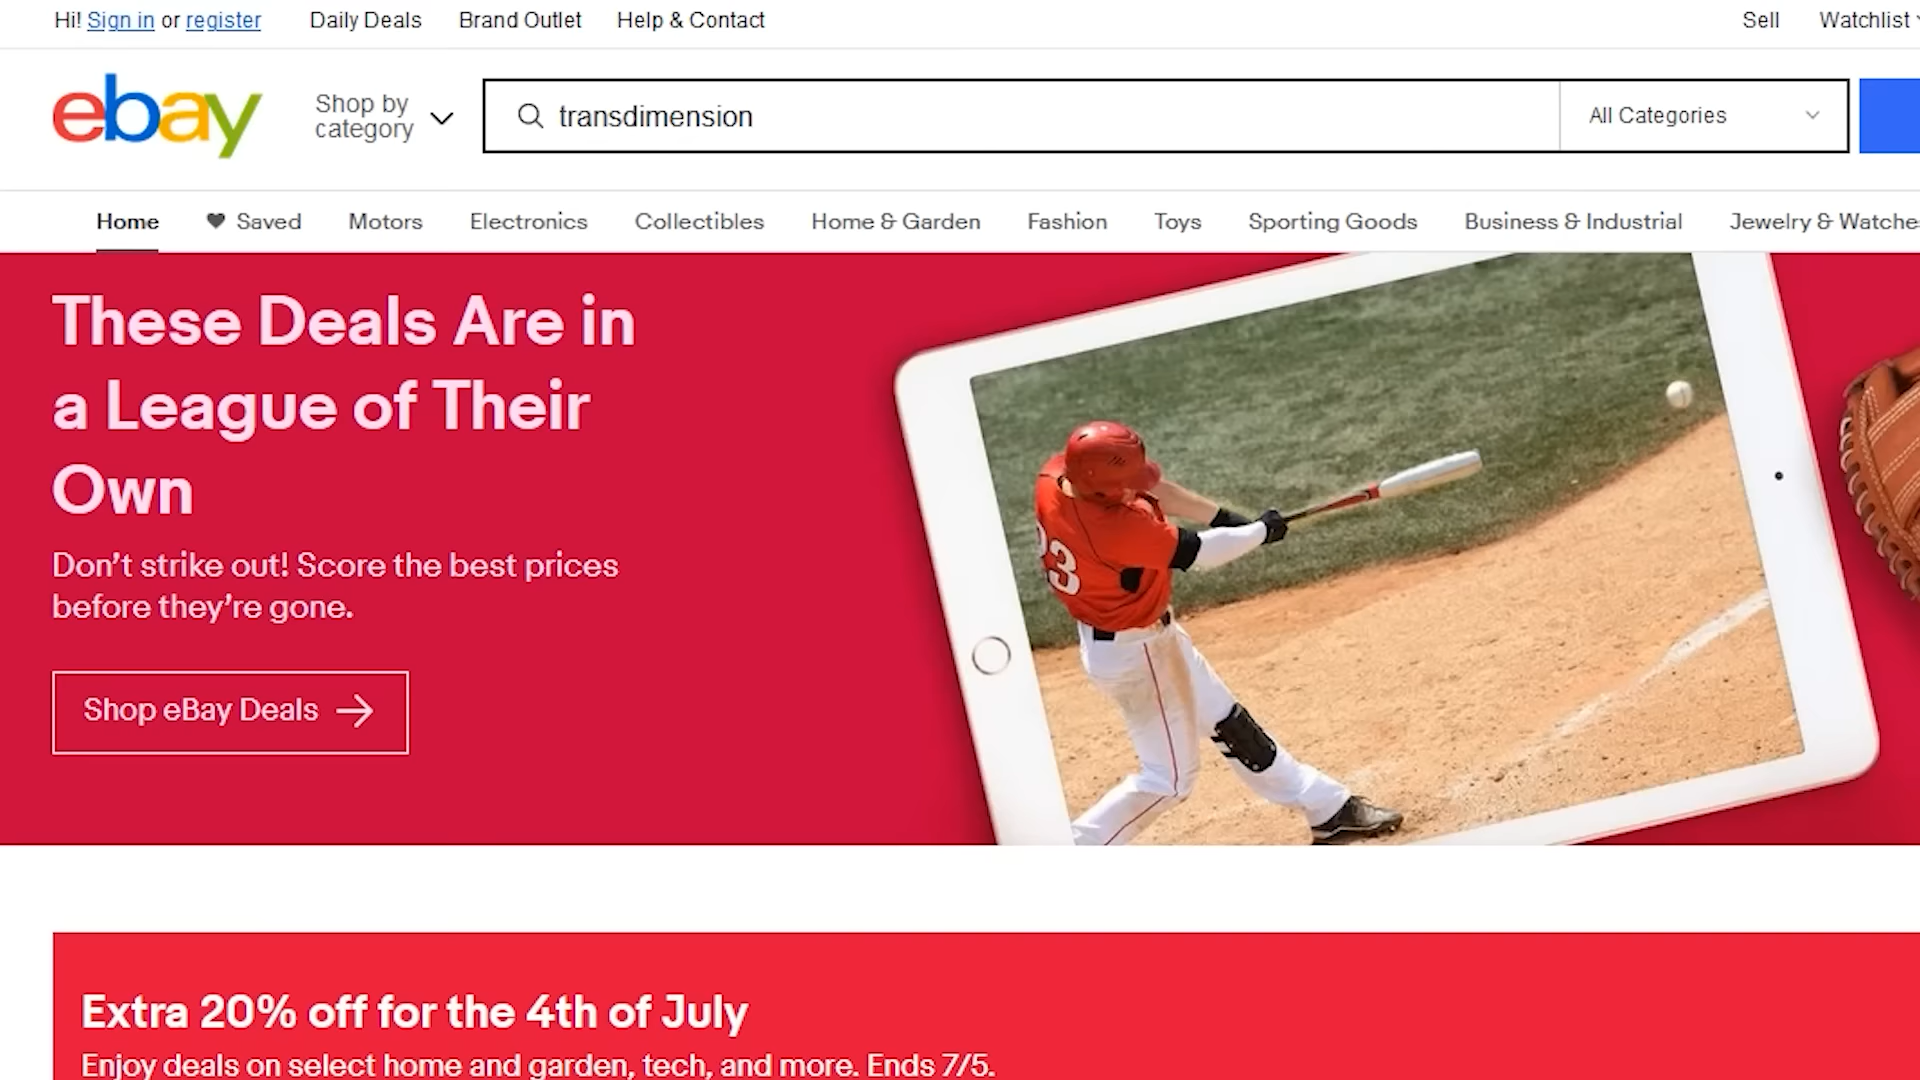 Hi! Sign in or register Daily Deals Brand Outlet Help & Contact Sell Watchlist
ebay
Shop by
category
transdimension
All Categories
Home Saved Motors Electronics Collectibles Home & Garden Fashion Toys Sporting Goods Business & Industrial Jewelry & Watche
These Deals Are in
a League of Their
Own
Don't strike out! Score the best prices
before they're gone.
Shop eBay Deals
23
Extra 20% off for the 4th of July
Enjoy deals on select home and garden, tech, and more. Ends 7/5.